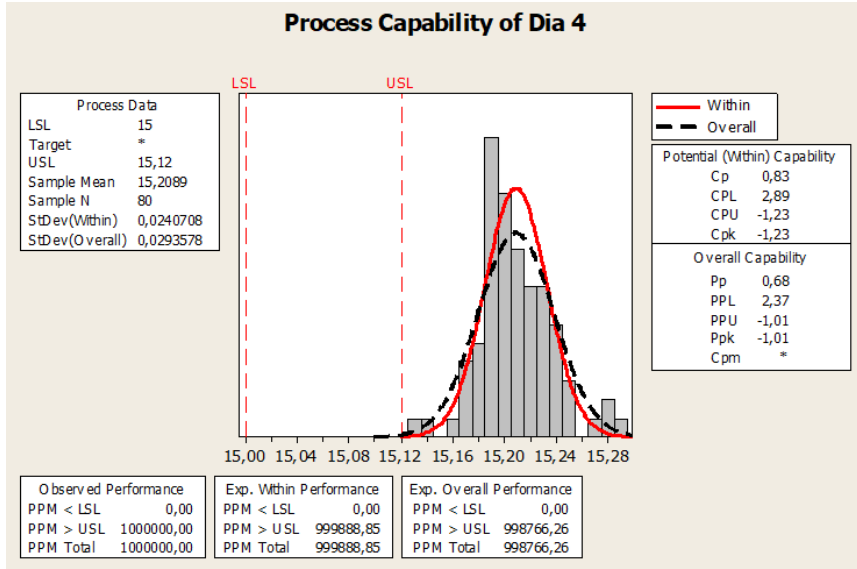 Process Capability of Dia 4
LSL USL
Process Data
LSL 15
Target *
USL 15,12
Sample Mean 15,2089
Sample N 80
StDev(Within) 0,0240708
StDev(Overall) 0,0293578
Within
Overall
Potential (Within) Capability
Cp 0,83
CPL 2,89
CPU -1,23
Cpk -1,23
Overall Capability
Pp 0,68
PPL 2,37
PPU -1,01
Ppk -1,01
Cpm *
15,00 15,04 15,08 15,12 15,16 15,20 15,24 15,28
Observed Performance
PPM < LSL 0,00
PPM > USL 1000000,00
PPM Total 1000000,00
Exp. Within Performance
PPM < LSL 0,00
PPM > USL 999888,85
PPM Total 999888,85
Exp. Overall Performance
PPM < LSL 0,00
PPM > USL 998766,26
PPM Total 998766,26